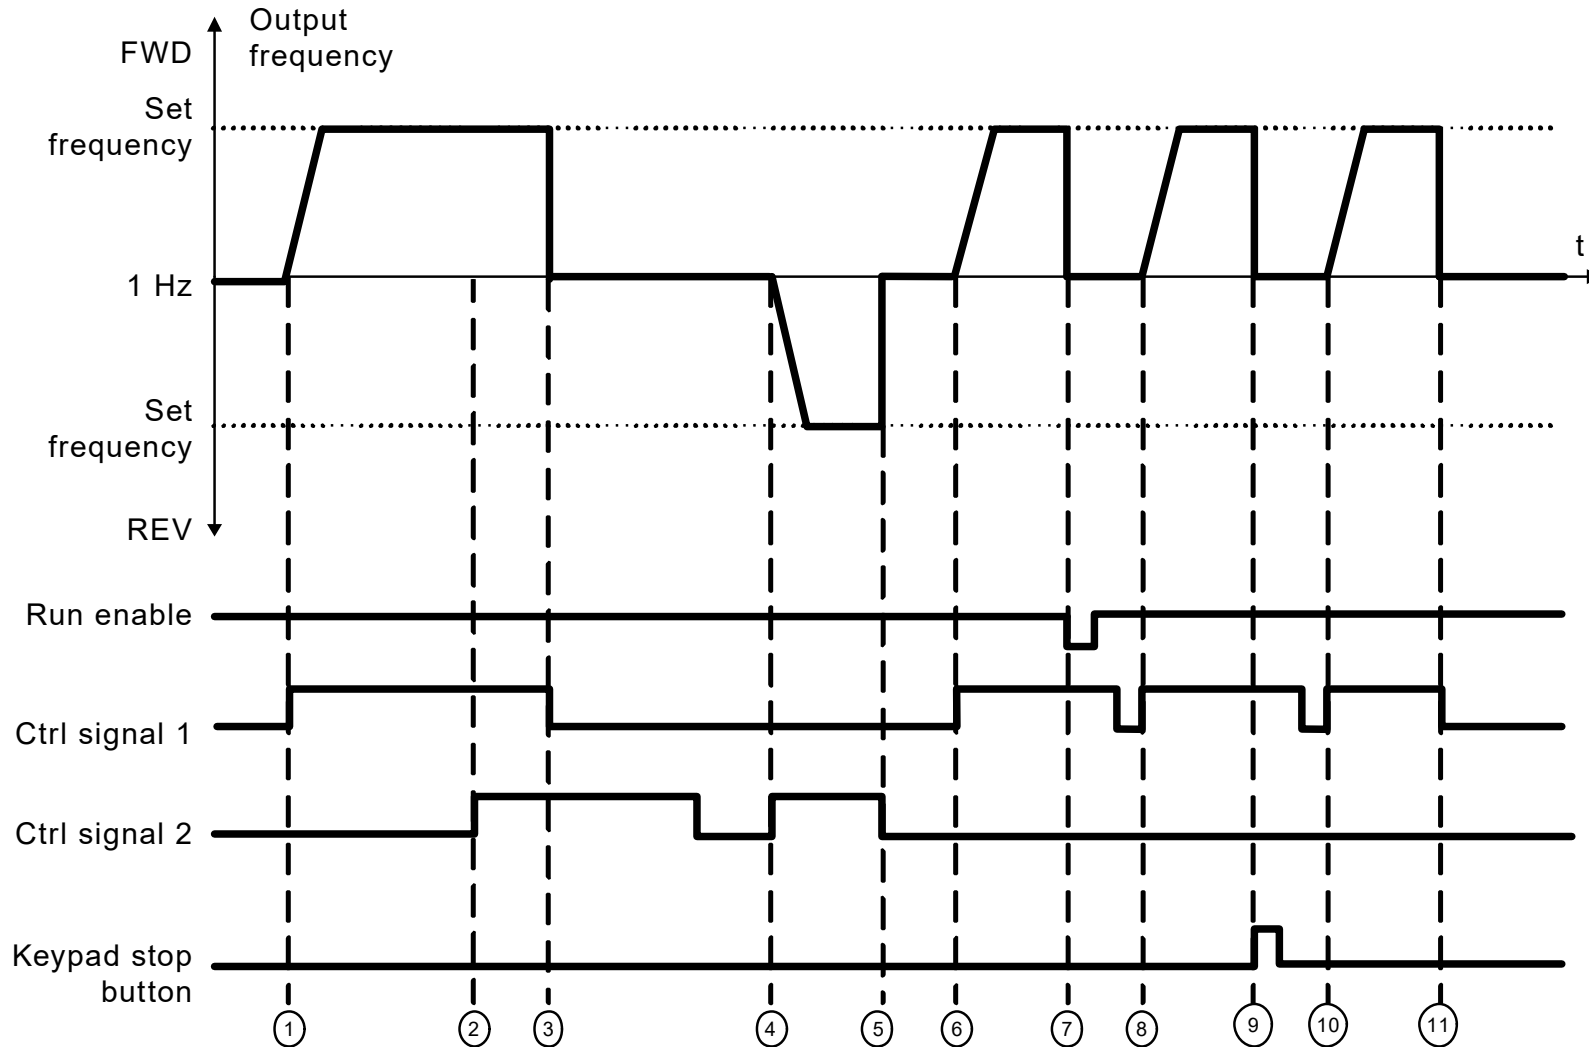 Output
frequency
FWD
Set
frequency
t
1 Hz
Set
frequency
REV
Run enable
Ctrl signal 1
Ctrl signal 2
Keypad stop
button
1 2 3 4 5 6 7 8 9 10 11